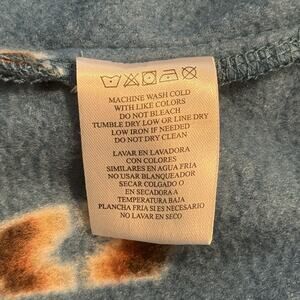 MACHINE WASH COLD
WITH LIKE COLORS
DO NOT BLEACH
TUMBLE DRY LOW OR LINE DRY
LOW IRON IF NEEDED
DO NOT DRY CLEAN
LAVAR EN LAVADORA
CON COLORES
SIMILARES EN AGUA FRIA
NO USAR BLANQUEADOR
SECAR COLGADO O
EN SECADORA A
TEMPERATURA BAJA
PLANCHA FRIA SI ES NECESARIO
NO LAVAR EN SECO